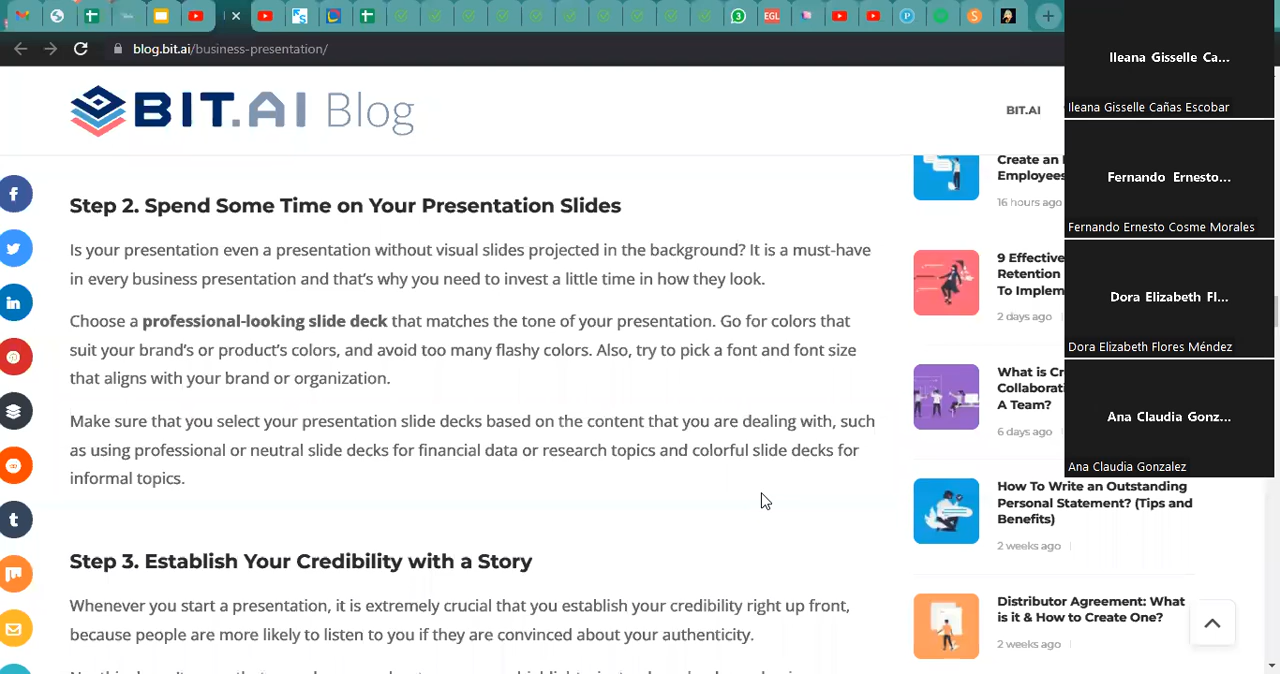 3
EGL
blog.bit.ai/business-presentation/
BIT.AI Blog
BIT.AI
Step 2. Spend Some Time on Your Presentation Slides
Is your presentation even a presentation without visual slides projected in the background? It is a must-have
in every business presentation and that's why you need to invest a little time in how they look.
Choose a professional-looking slide deck that matches the tone of your presentation. Go for colors that
suit your brand's or product's colors, and avoid too many flashy colors. Also, try to pick a font and font size
that aligns with your brand or organization.
Make sure that you select your presentation slide decks based on the content that you are dealing with, such
as using professional or neutral slide decks for financial data or research topics and colorful slide decks for
informal topics.
Step 3. Establish Your Credibility with a Story
Whenever you start a presentation, it is extremely crucial that you establish your credibility right up front,
because people are more likely to listen to you if they are convinced about your authenticity.
Create an
Employees
16 hours ago
9 Effective
Retention
To Implem
2 days ago
What is Cr
Collaborati
A Team?
6 days ago
How To Write an Outstanding
Personal Statement? (Tips and
Benefits)
2 weeks ago
Distributor Agreement: What
is it & How to Create One?
2 weeks ago
Ileana Gisselle Ca...
Ileana Gisselle Cañas Escobar
Fernando Ernesto...
Fernando Ernesto Cosme Morales
Dora Elizabeth Fl...
Dora Elizabeth Flores Méndez
Ana Claudia Gonz...
Ana Claudia Gonzalez